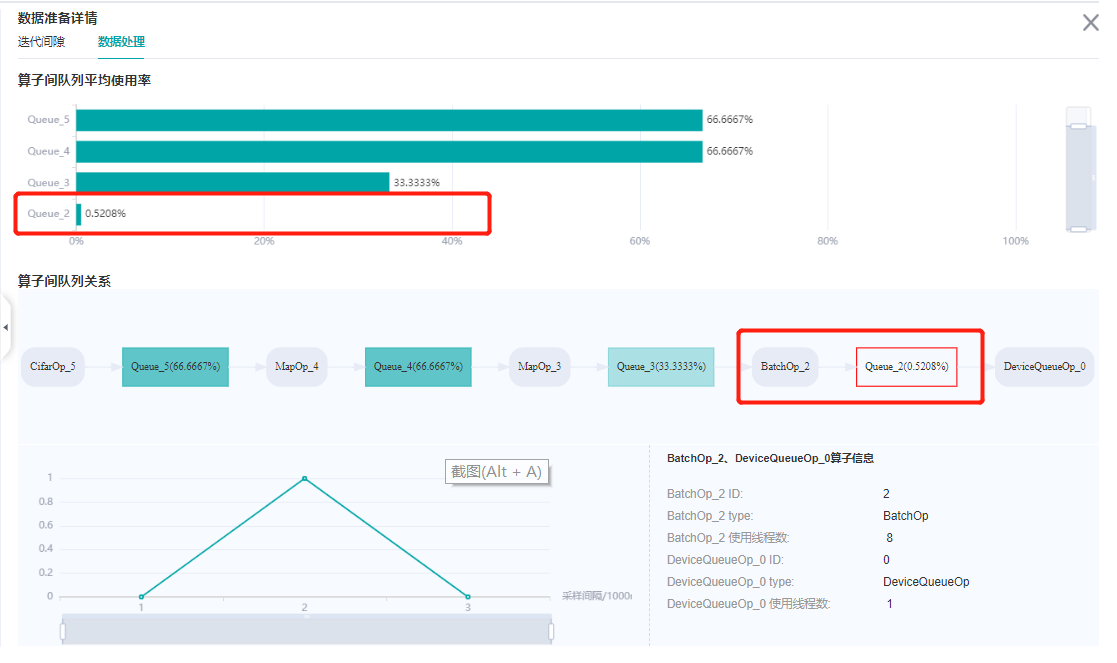 数据准备详情
迭代间隙 数据处理
算子间队列平均使用率
Queue_5 66.6667%
Queue_4 66.6667%
Queue_3 33.3333%
Queue_2 0.5208%
0% 20% 40% 60% 80% 100%
算子间队列关系
CifarOp_5 Queue_5(66.6667%) MapOp_4 Queue_4(66.6667%) MapOp_3 Queue_3(33.3333%) BatchOp_2 Queue_2(0.5208%) DeviceQueueOp_0
截图(Alt + A)
1
0.8
0.6
0.4
0.2
0
1 2 3
采样间隔/1000
BatchOp_2、DeviceQueueOp_0算子信息
BatchOp_2 ID: 2
BatchOp_2 type: BatchOp
BatchOp_2 使用线程数: 8
DeviceQueueOp_0 ID: 0
DeviceQueueOp_0 type: DeviceQueueOp
DeviceQueueOp_0 使用线程数: 1